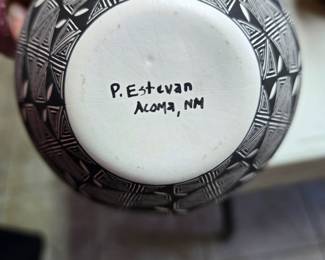 P. Estevan
Acoma, NM